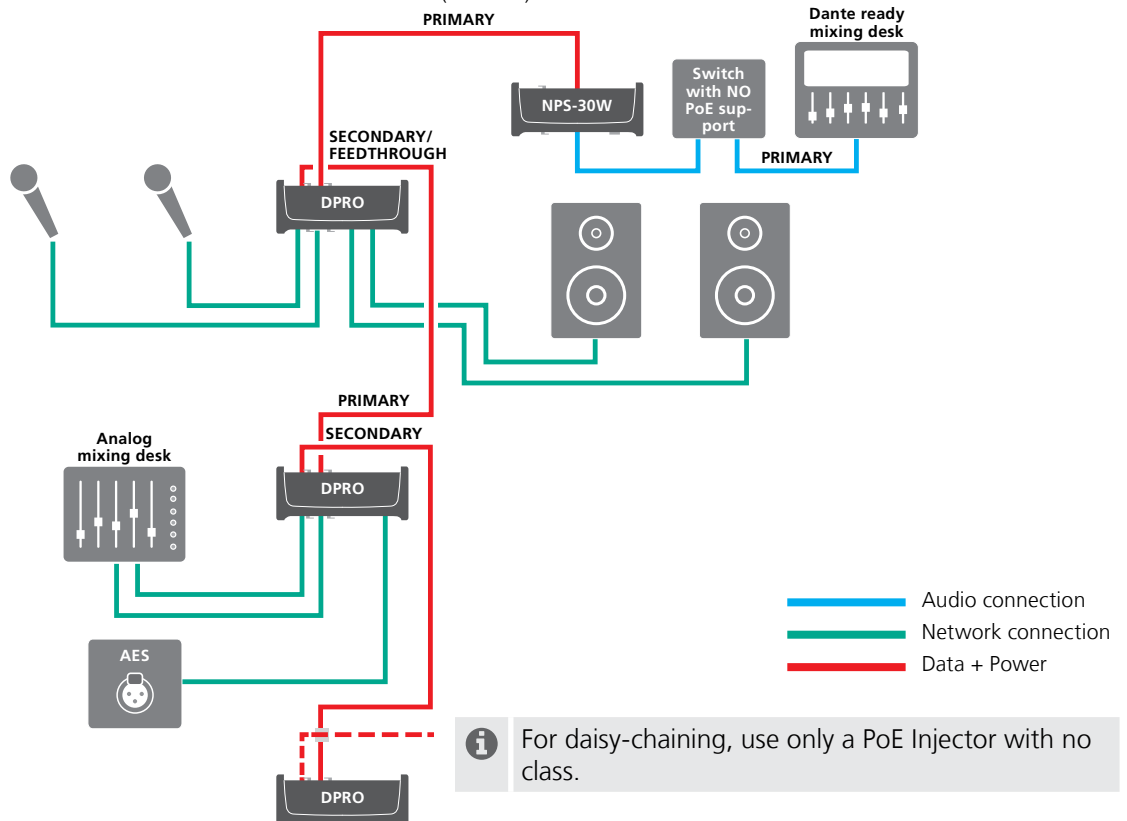 PRIMARY
Dante ready
mixing desk
Switch
with NO
PoE sup-
port
NPS-30W
SECONDARY/
FEEDTHROUGH
PRIMARY
DPRO
PRIMARY
SECONDARY
Analog
mixing desk
DPRO
Audio connection
Network connection
Data + Power
AES
For daisy-chaining, use only a PoE Injector with no
class.
DPRO